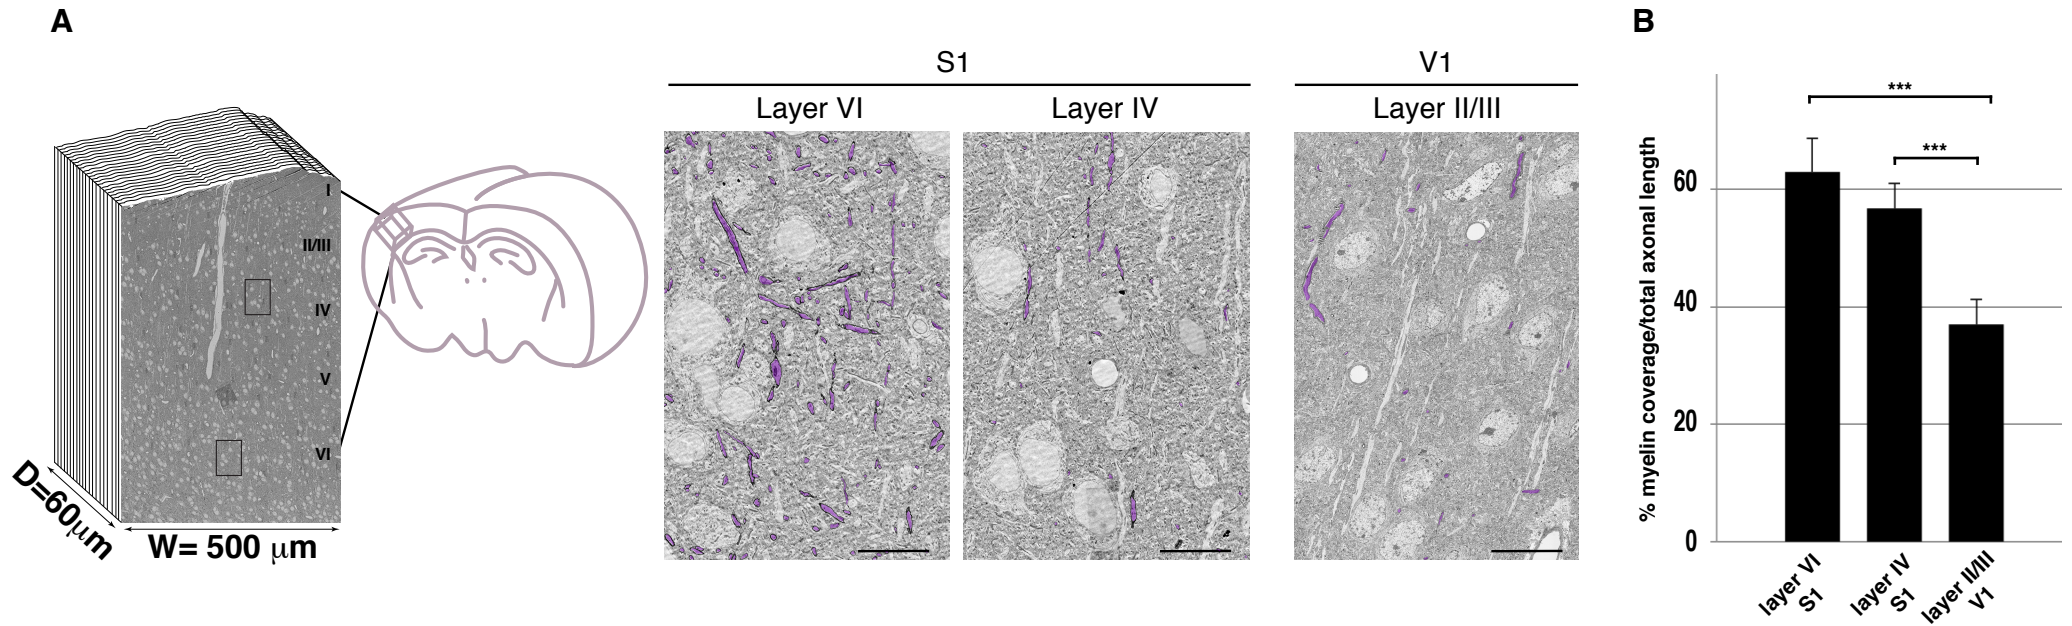 A
B
S1
V1
Layer VI
Layer IV
Layer II/III
I
II/III
IV
V
VI
D=60μm
W= 500 μm
% myelin coverage/total axonal length
60
40
20
0
***
***
layer VI
S1
layer IV
S1
layer II/III
V1